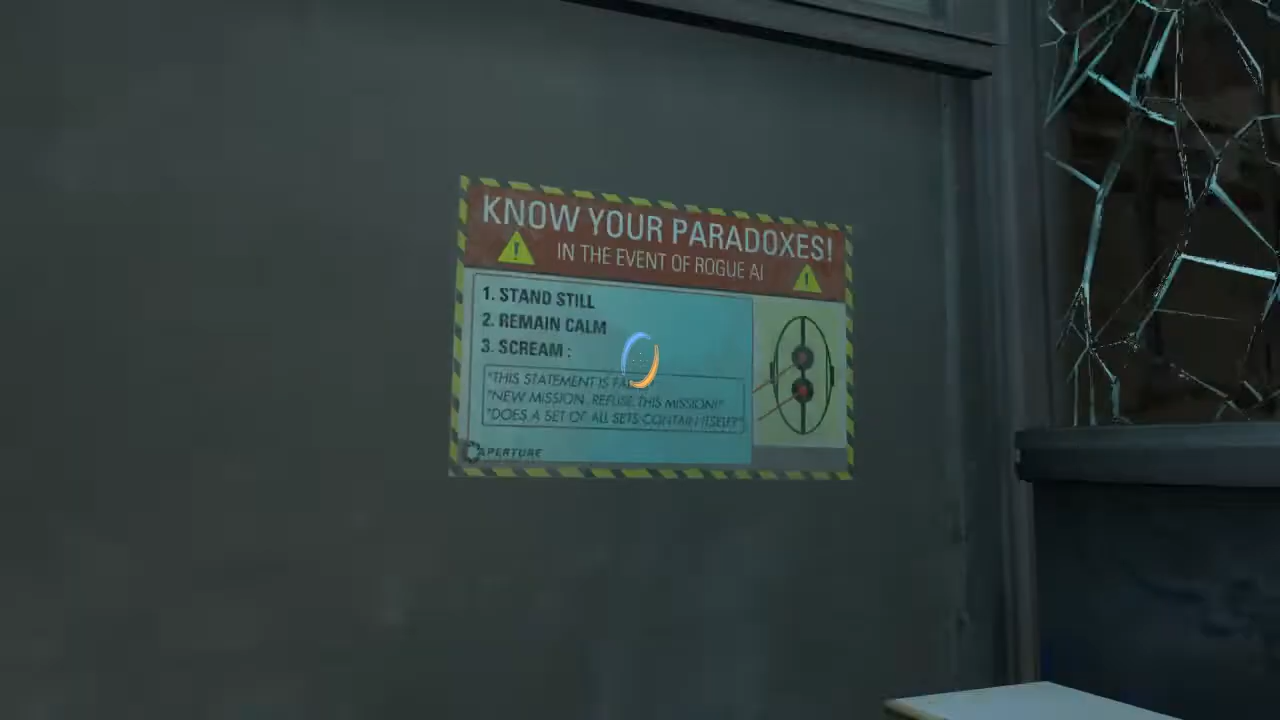 KNOW YOUR PARADOXES!
IN THE EVENT OF ROGUE AI
1. STAND STILL
2. REMAIN CALM
3. SCREAM :
"THIS STATEMENT IS
"NEW MISSION. REFUSE THIS MISSION!"
"DOES A SET OF ALL SETS CONTAIN ITSELF?"
APERTURE